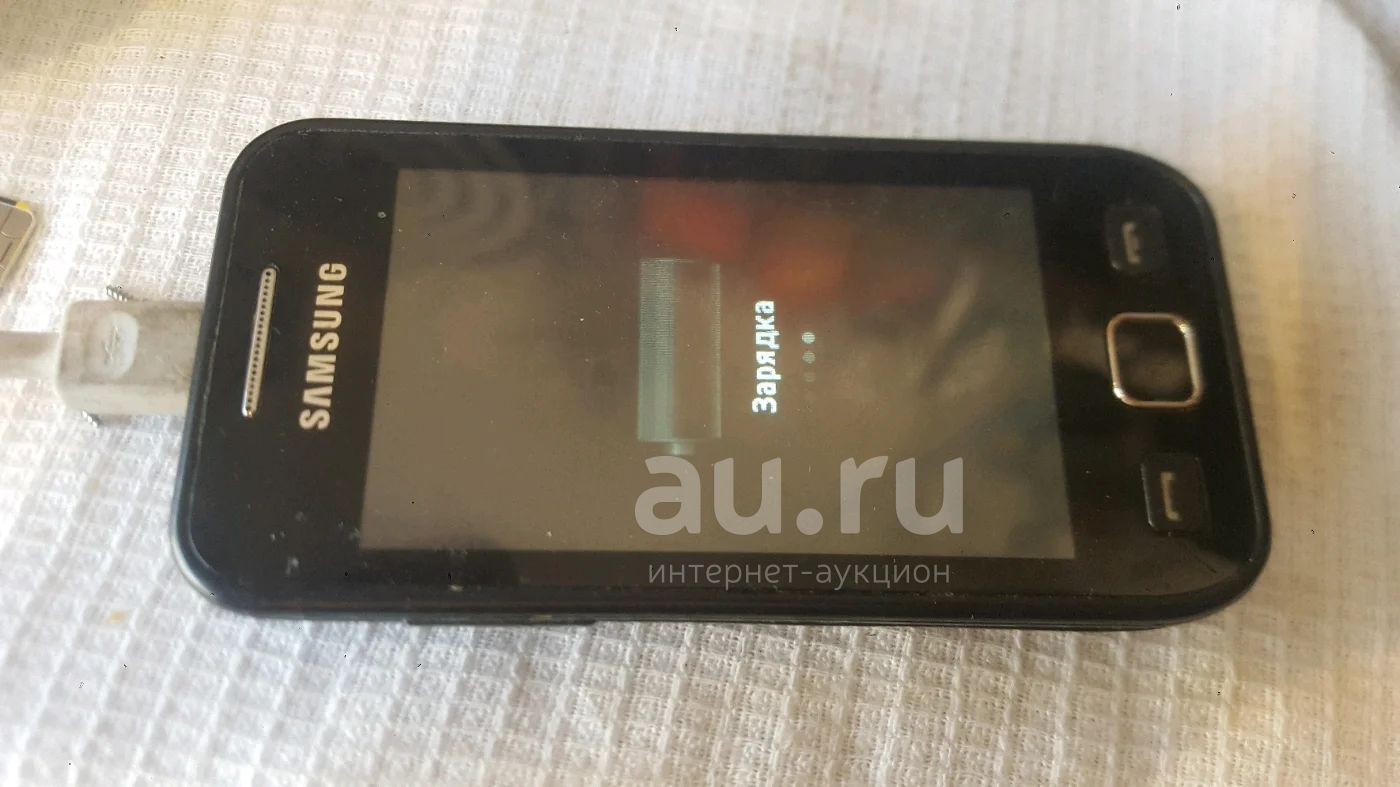 SAMSUNG
Зарядка
au.ru
интернет-аукцион